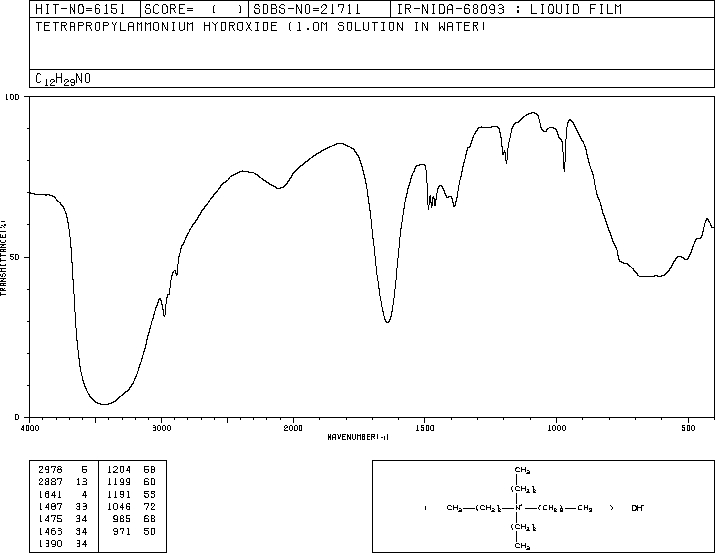 HIT-NO=6151 SCORE= ( ) SDBS-NO=21711 IR-NIDA-68093 : LIQUID FILM
TETRAPROPYLAMMONIUM HYDROXIDE (1.0M SOLUTION IN WATER)
C12H29NO
100
50
0
TRANSMITTANCE(%)
4000 3000 2000 1500 1000 500
WAVENUMBER(-1)
2978 6 1204 68
2887 13 1199 60
1641 4 1191 55
1487 33 1046 72
1475 34 985 68
1463 34 971 50
1390 34
CH3
(CH2)2
( CH3—(CH2)2—N+—(CH2)2—CH3 ) OH-
(CH2)2
CH3